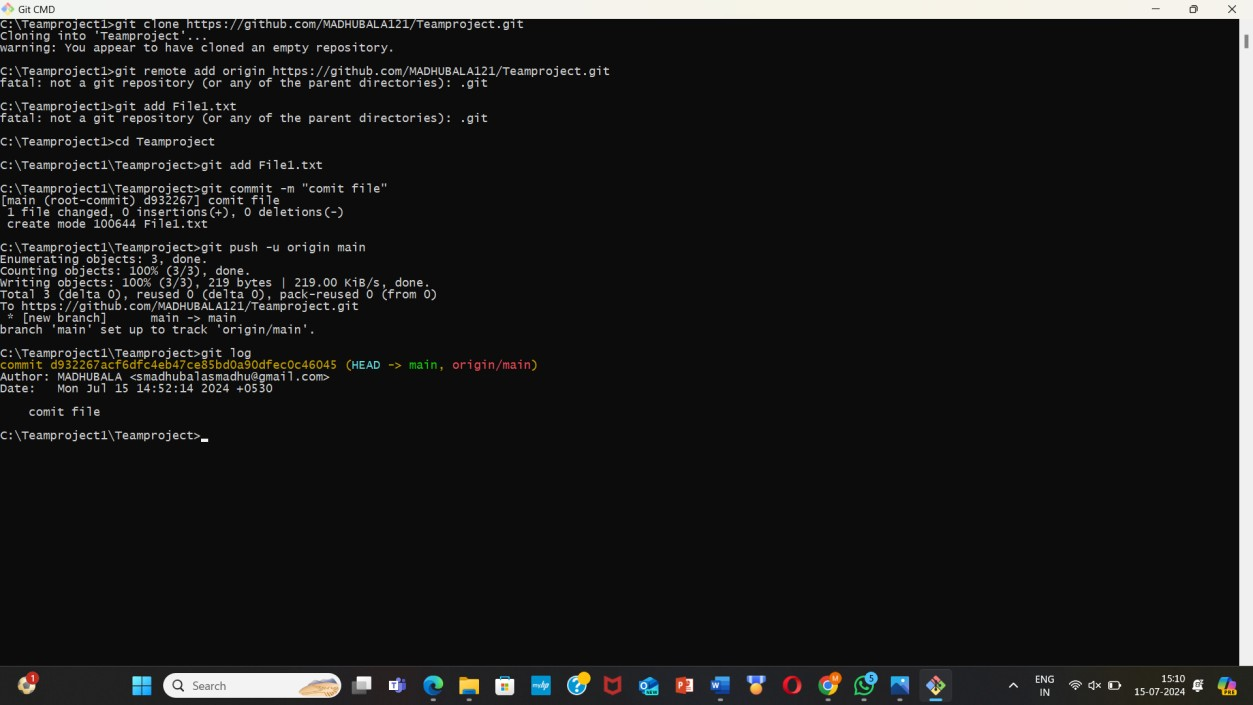 Git CMD
C:\Teamproject1>git clone https://github.com/MADHUBALA121/Teamproject.git
Cloning into 'Teamproject'...
warning: You appear to have cloned an empty repository.
C:\Teamproject1>git remote add origin https://github.com/MADHUBALA121/Teamproject.git
fatal: not a git repository (or any of the parent directories): .git
C:\Teamproject1>git add File1.txt
fatal: not a git repository (or any of the parent directories): .git
C:\Teamproject1>cd Teamproject
C:\Teamproject1\Teamproject>git add File1.txt
C:\Teamproject1\Teamproject>git commit -m "comit file"
[main (root-commit) d932267] comit file
 1 file changed, 0 insertions(+), 0 deletions(-)
 create mode 100644 File1.txt
C:\Teamproject1\Teamproject>git push -u origin main
Enumerating objects: 3, done.
Counting objects: 100% (3/3), done.
Writing objects: 100% (3/3), 219 bytes | 219.00 KiB/s, done.
Total 3 (delta 0), reused 0 (delta 0), pack-reused 0 (from 0)
To https://github.com/MADHUBALA121/Teamproject.git
 * [new branch]      main -> main
branch 'main' set up to track 'origin/main'.
C:\Teamproject1\Teamproject>git log
commit d932267acf6dfc4eb47ce85bd0a90dfec0c46045 (HEAD -> main, origin/main)
Author: MADHUBALA <smadhubalasmadhu@gmail.com>
Date:   Mon Jul 15 14:52:14 2024 +0530
    comit file
C:\Teamproject1\Teamproject>
1
Search
myhp
M
5
ENG
IN
15:10
15-07-2024
PRE